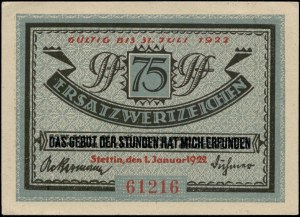 GÜLTIG BIS 31. JULI 1922
Pf 75 Pf
ERSATZWERTZEICHEN
DAS GEBOT DER STUNDEN HAT MICH ERFUNDEN
Stettin, den 1. Januar 1922
Ackermann
61216